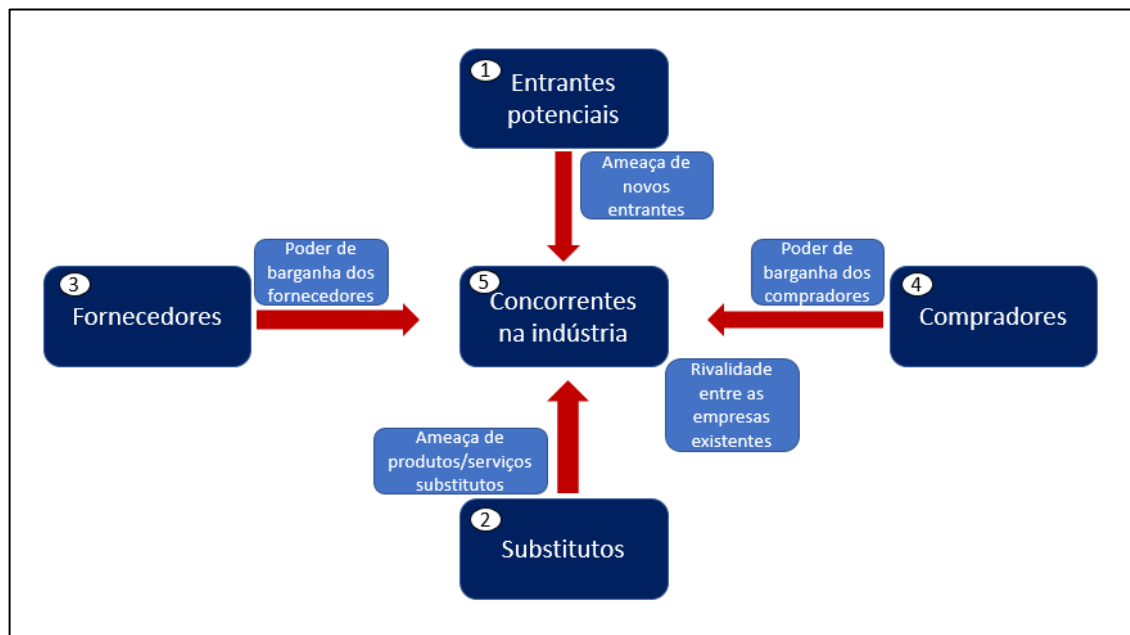 1
Entrantes
potenciais
Ameaça de
novos
entrantes
3
Fornecedores
Poder de
barganha dos
fornecedores
5
Concorrentes
na indústria
Poder de
barganha dos
compradores
4
Compradores
Rivalidade
entre as
empresas
existentes
Ameaça de
produtos/serviços
substitutos
2
Substitutos